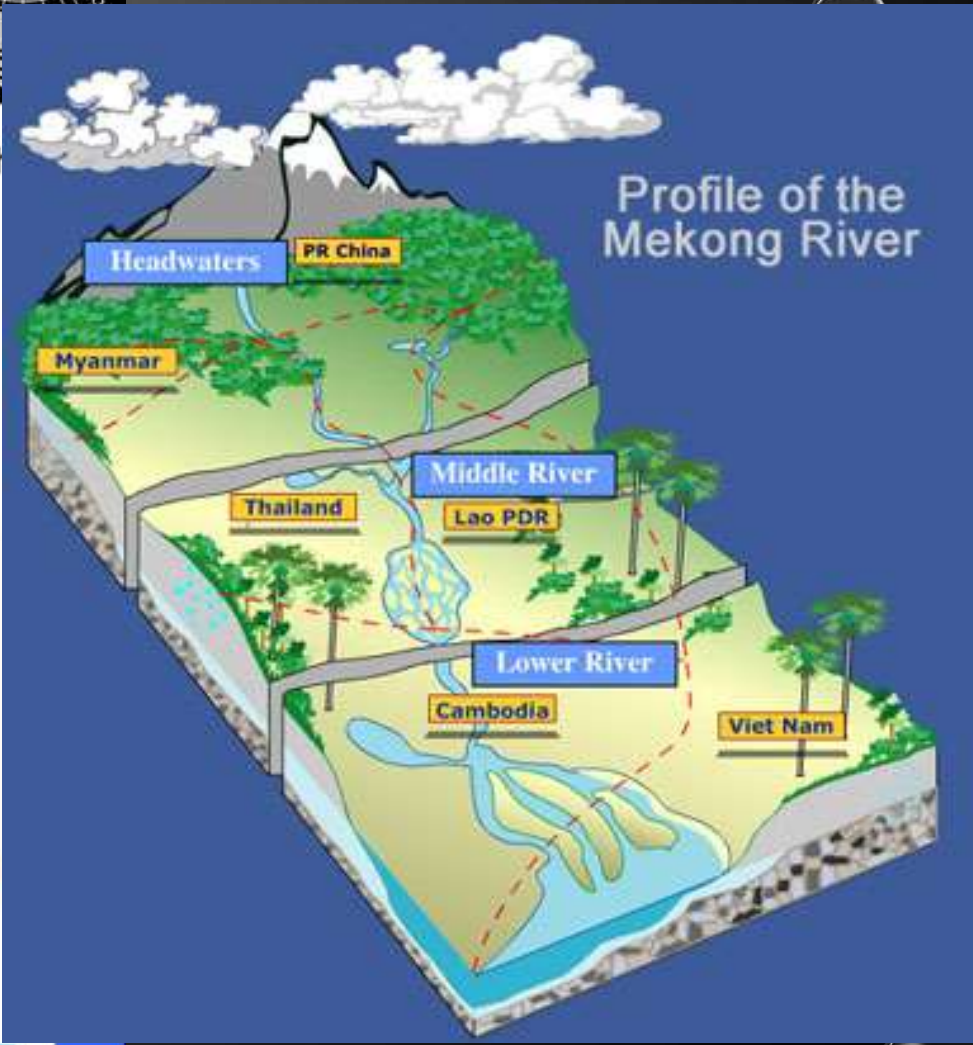 Profile of the
Mekong River
Headwaters
PR China
Myanmar
Middle River
Thailand
Lao PDR
Lower River
Cambodia
Viet Nam